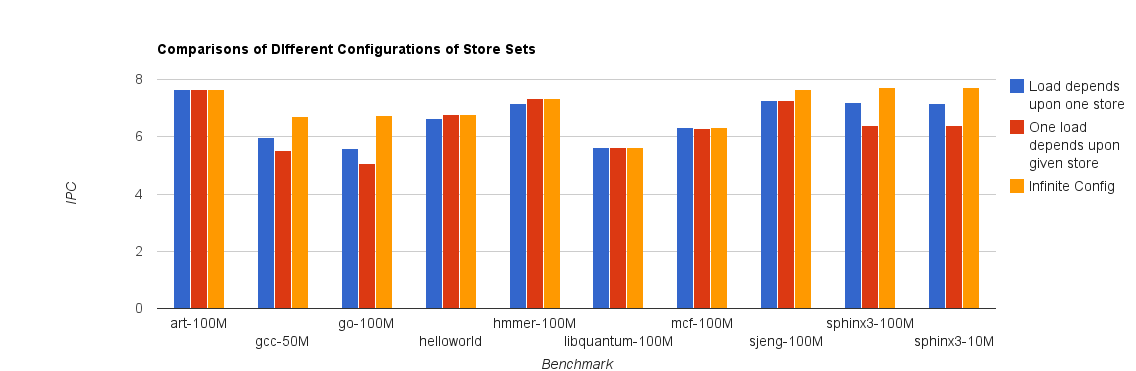 Comparisons of Different Configurations of Store Sets
8
6
4
2
0
IPC
Load depends
upon one store
One load
depends upon
given store
Infinite Config
art-100M
gcc-50M
go-100M
helloworld
hmmer-100M
libquantum-100M
mcf-100M
sjeng-100M
sphinx3-100M
sphinx3-10M
Benchmark